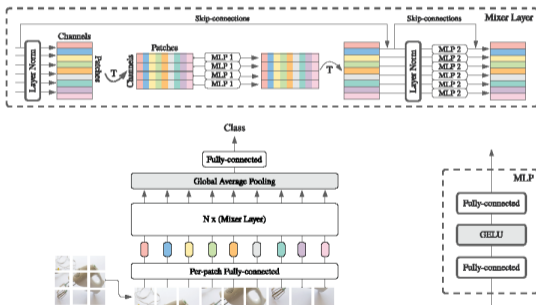 Skip-connections
Skip-connections
Mixer Layer
Channels
Patches
Layer Norm
Patches
T
Channels
MLP 1
MLP 1
MLP 1
MLP 1
T
Layer Norm
MLP 2
MLP 2
MLP 2
MLP 2
MLP 2
MLP 2
Class
Fully-connected
Global Average Pooling
N x (Mixer Layer)
Per-patch Fully-connected
MLP
Fully-connected
GELU
Fully-connected